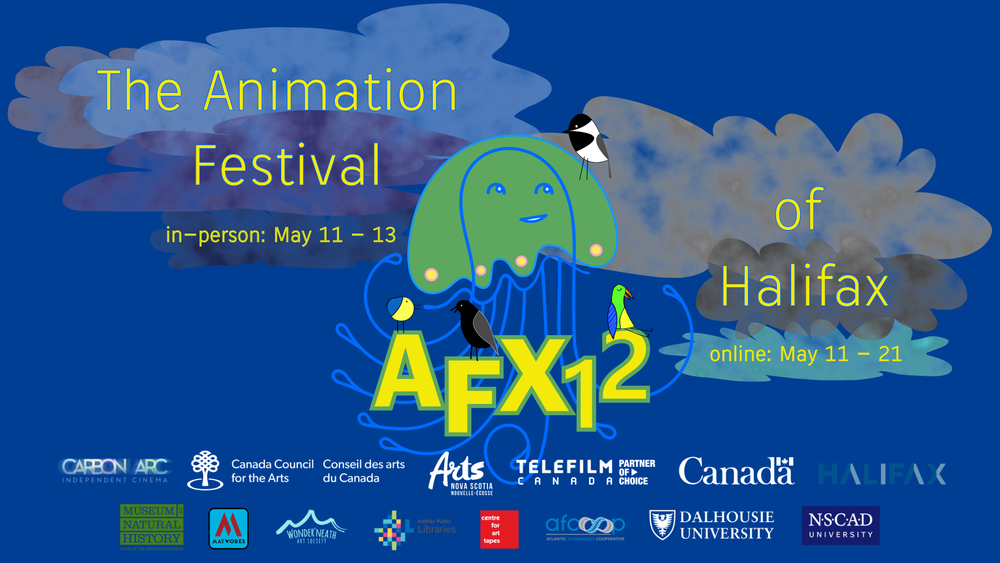 The Animation
Festival
in-person: May 11 - 13
of
Halifax
online: May 11 - 21
AFX12
CARBON ARC
INDEPENDENT CINEMA
Canada Council
for the Arts
Conseil des arts
du Canada
Arts
NOVA SCOTIA
NOUVELLE-ÉCOSSE
TELEFILM
CANADA
PARTNER
OF
CHOICE
Canada
HALIFAX
MUSEUM OF
NATURAL
HISTORY
MAYWORKS
WONDER'NEATH
ART SOCIETY
Halifax Public
Libraries
centre
for
art
tapes
afcoop
ATLANTIC FILMMAKERS COOPERATIVE
DALHOUSIE
UNIVERSITY
NSCAD
UNIVERSITY